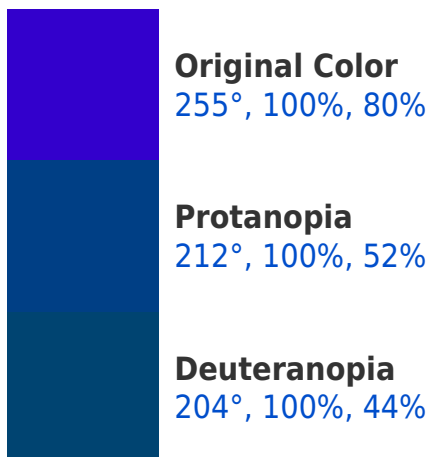 Original Color
255°, 100%, 80%
Protanopia
212°, 100%, 52%
Deuteranopia
204°, 100%, 44%